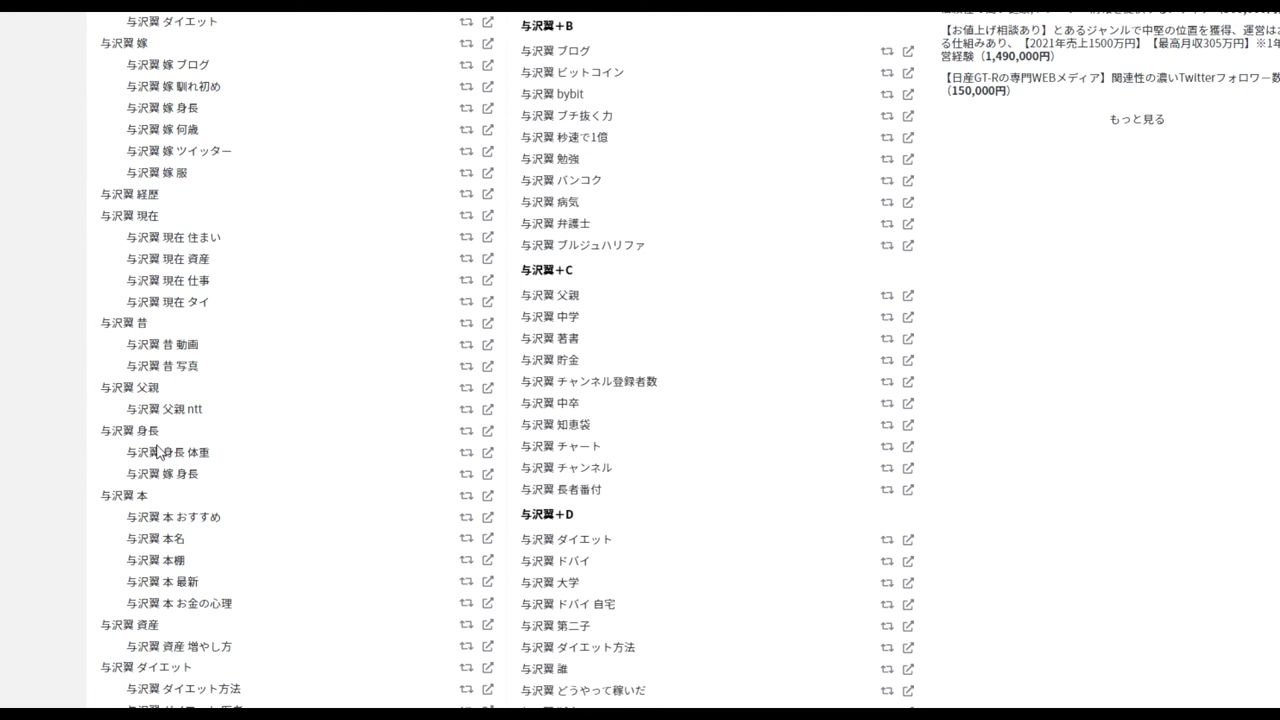 与沢翼 ダイエット
与沢翼 嫁
与沢翼 嫁 ブログ
与沢翼 嫁 馴れ初め
与沢翼 嫁 身長
与沢翼 嫁 何歳
与沢翼 嫁 ツイッター
与沢翼 嫁 服
与沢翼 経歴
与沢翼 現在
与沢翼 現在 住まい
与沢翼 現在 資産
与沢翼 現在 仕事
与沢翼 現在 タイ
与沢翼 昔
与沢翼 昔 動画
与沢翼 昔 写真
与沢翼 父親
与沢翼 父親 ntt
与沢翼 身長
与沢翼 身長 体重
与沢翼 嫁 身長
与沢翼 本
与沢翼 本 おすすめ
与沢翼 本名
与沢翼 本棚
与沢翼 本 最新
与沢翼 本 お金の心理
与沢翼 資産
与沢翼 資産 増やし方
与沢翼 ダイエット
与沢翼 ダイエット方法
与沢翼＋B
与沢翼 ブログ
与沢翼 ビットコイン
与沢翼 bybit
与沢翼 ブチ抜く力
与沢翼 秒速で1億
与沢翼 勉強
与沢翼 バンコク
与沢翼 病気
与沢翼 弁護士
与沢翼 ブルジュハリファ
与沢翼＋C
与沢翼 父親
与沢翼 中学
与沢翼 著書
与沢翼 貯金
与沢翼 チャンネル登録者数
与沢翼 中卒
与沢翼 知恵袋
与沢翼 チャート
与沢翼 チャンネル
与沢翼 長者番付
与沢翼＋D
与沢翼 ダイエット
与沢翼 ドバイ
与沢翼 大学
与沢翼 ドバイ 自宅
与沢翼 第二子
与沢翼 ダイエット方法
与沢翼 誰
与沢翼 どうやって稼いだ
【お値上げ相談あり】とあるジャンルで中堅の位置を獲得、運営は
る仕組みあり、【2021年売上1500万円】【最高月収305万円】※1年
営経験（1,490,000円）
【日産GT-Rの専門WEBメディア】関連性の濃いTwitterフォロワー数
（150,000円）
もっと見る